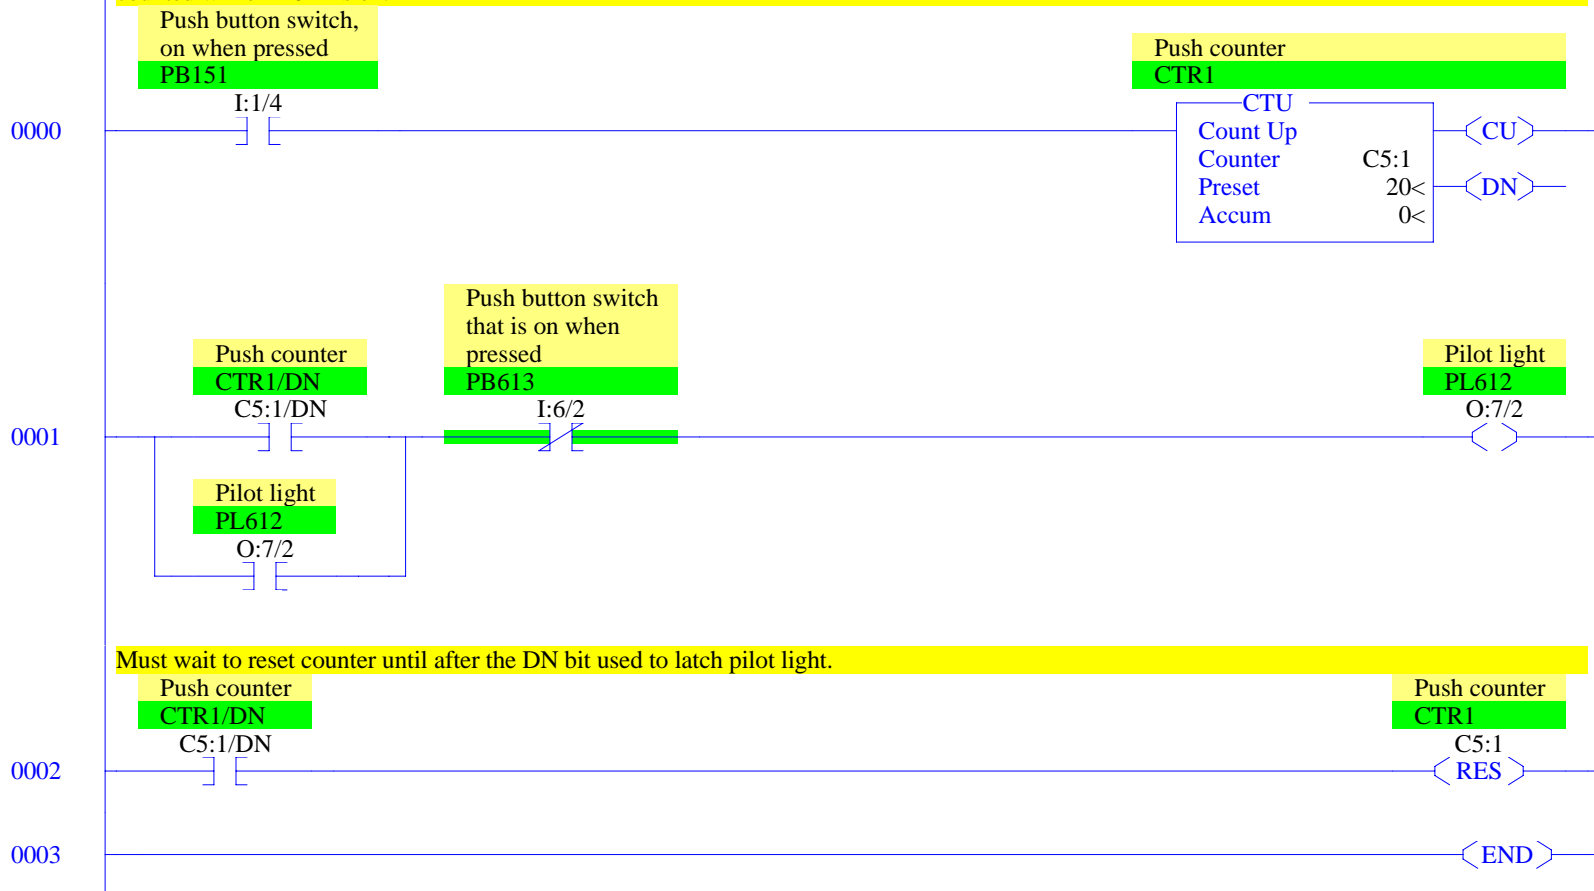 Push button switch,
on when pressed
PB151
I:1/4
Push counter
CTR1
0000
CTU
Count Up
Counter C5:1
Preset 20<
Accum 0<
CU
DN
Push counter
CTR1/DN
C5:1/DN
Push button switch
that is on when
pressed
PB613
I:6/2
Pilot light
PL612
O:7/2
0001
Pilot light
PL612
O:7/2
Must wait to reset counter until after the DN bit used to latch pilot light.
Push counter
CTR1/DN
C5:1/DN
Push counter
CTR1
C5:1
0002
RES
0003
END